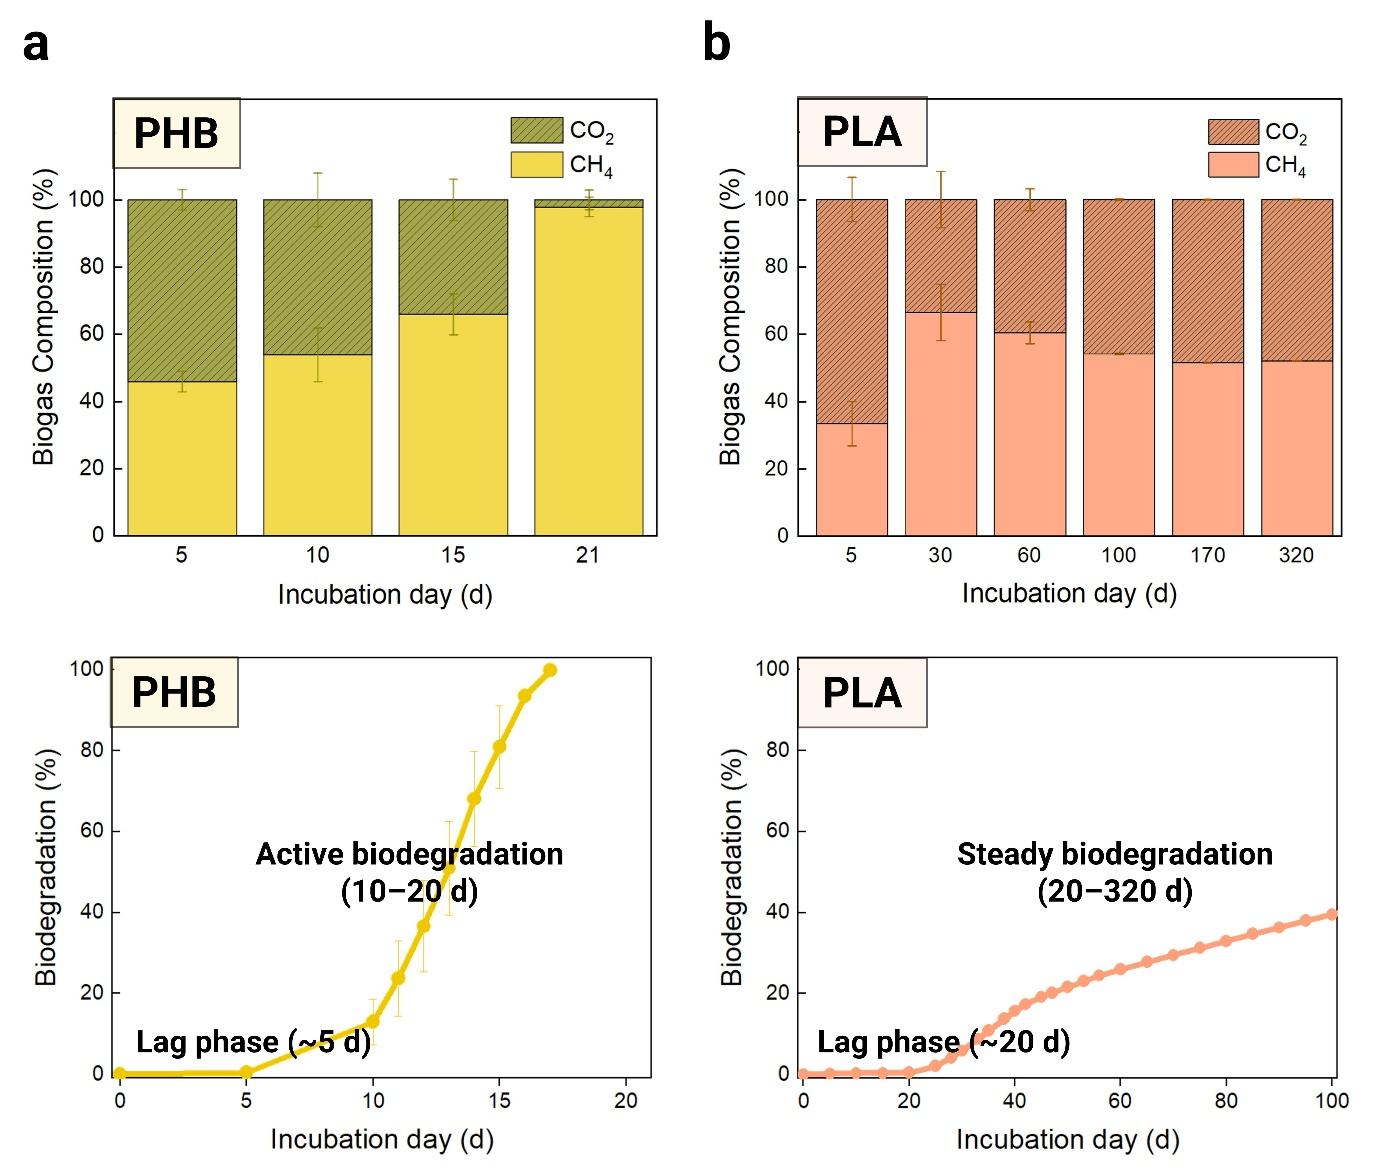 a
PHB
CO2
CH4
Biogas Composition (%)
100
80
60
40
20
0
5 10 15 21
Incubation day (d)
b
PLA
CO2
CH4
Biogas Composition (%)
100
80
60
40
20
0
5 30 60 100 170 320
Incubation day (d)
PHB
Biodegradation (%)
100
80
60
40
20
0
Active biodegradation
(10–20 d)
Lag phase (~5 d)
0 5 10 15 20
Incubation day (d)
PLA
Biodegradation (%)
100
80
60
40
20
0
Steady biodegradation
(20–320 d)
Lag phase (~20 d)
0 20 40 60 80 100
Incubation day (d)